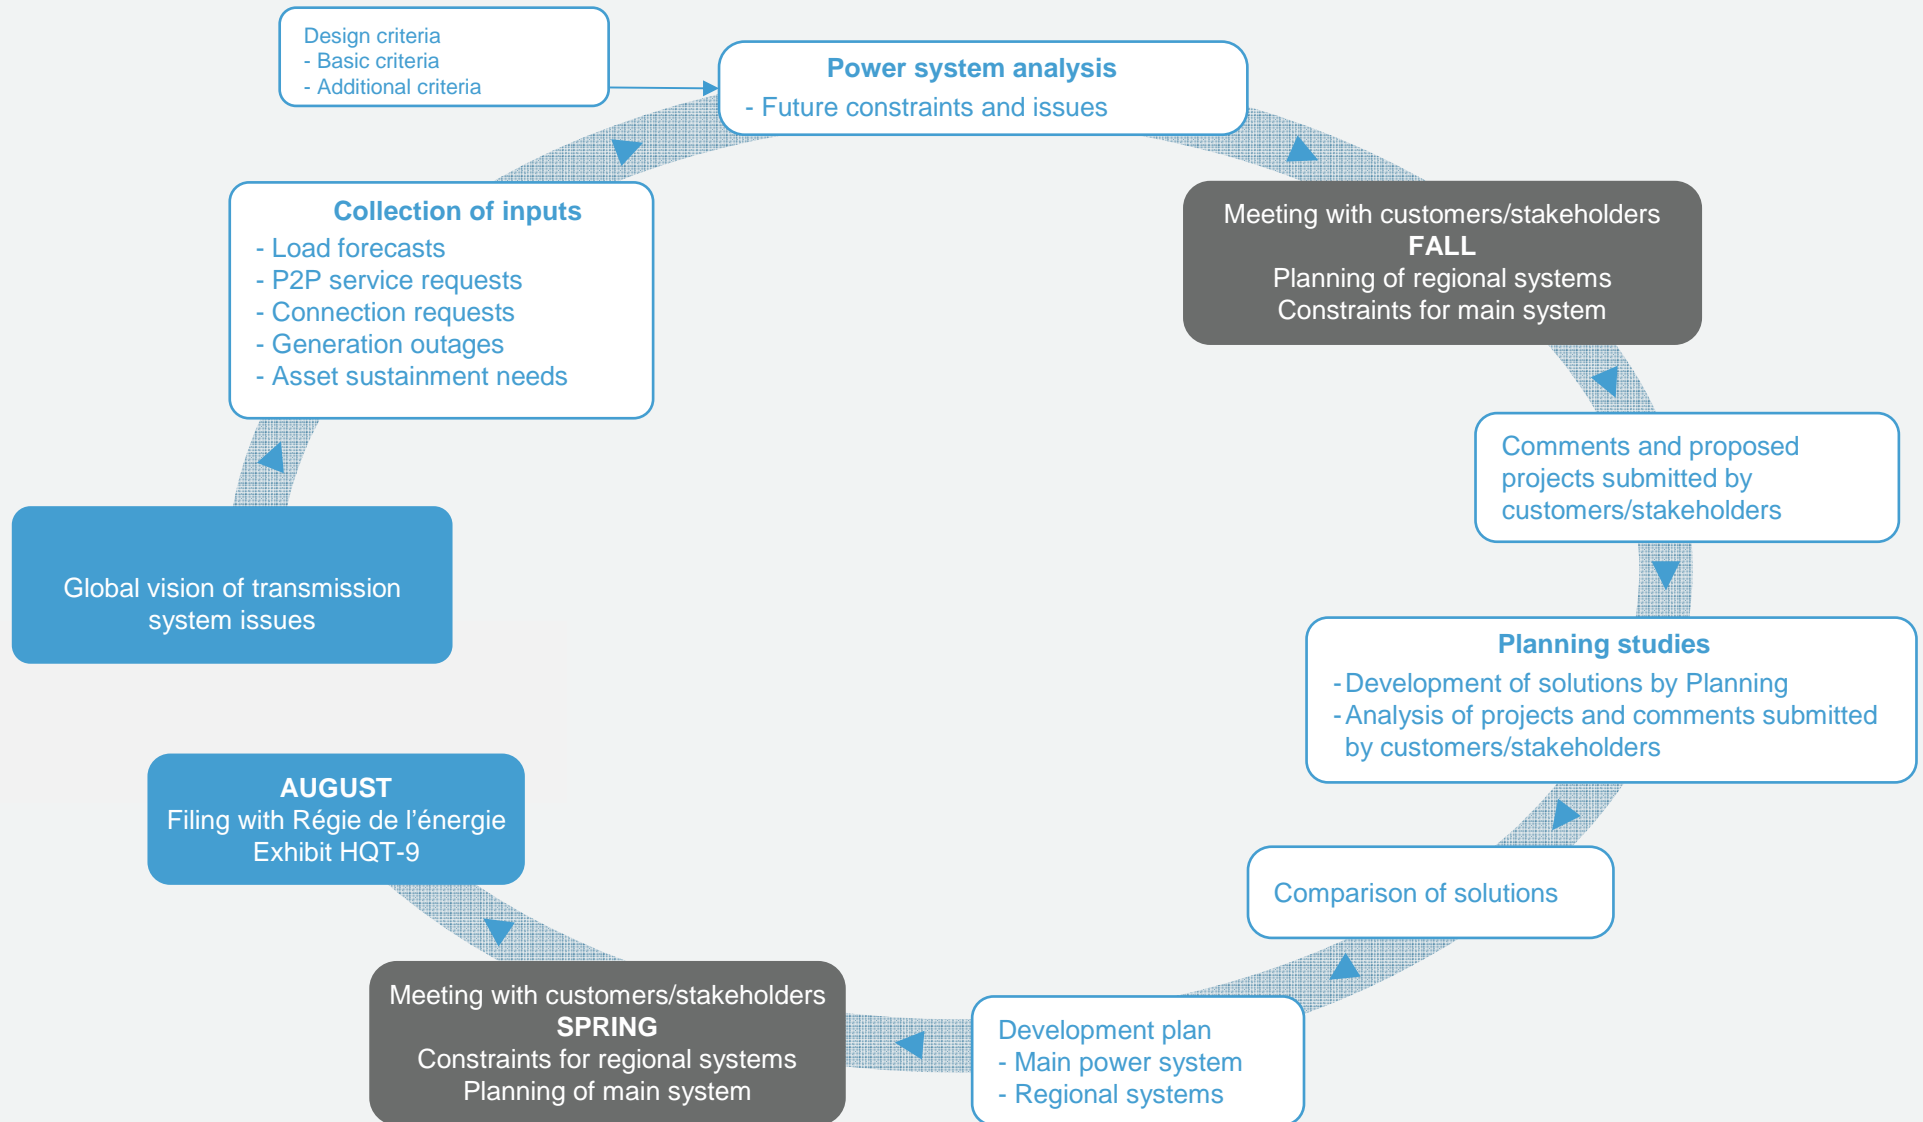 Design criteria
- Basic criteria
- Additional criteria
Power system analysis
- Future constraints and issues
Collection of inputs
- Load forecasts
- P2P service requests
- Connection requests
- Generation outages
- Asset sustainment needs
Meeting with customers/stakeholders
FALL
Planning of regional systems
Constraints for main system
Comments and proposed
projects submitted by
customers/stakeholders
Global vision of transmission
system issues
Planning studies
- Development of solutions by Planning
- Analysis of projects and comments submitted
by customers/stakeholders
AUGUST
Filing with Régie de l’énergie
Exhibit HQT-9
Comparison of solutions
Meeting with customers/stakeholders
SPRING
Constraints for regional systems
Planning of main system
Development plan
- Main power system
- Regional systems